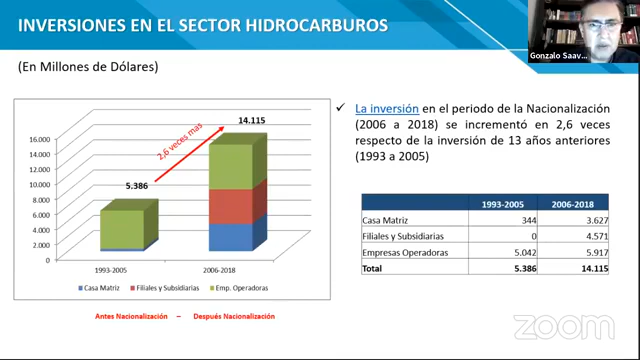 INVERSIONES EN EL SECTOR HIDROCARBUROS
Gonzalo Saav...
(En Millones de Dólares)
14.115
2,6 veces mas
5.386
16.000
14.000
12.000
10.000
8.000
6.000
4.000
2.000
0
1993-2005
2006-2018
Casa Matriz
Filiales y Subsidiarias
Emp. Operadoras
Antes Nacionalización – Después Nacionalización
✓ La inversión en el periodo de la Nacionalización
(2006 a 2018) se incrementó en 2,6 veces
respecto de la inversión de 13 años anteriores
(1993 a 2005)
1993-2005 2006-2018
Casa Matriz 344 3.627
Filiales y Subsidiarias 0 4.571
Empresas Operadoras 5.042 5.917
Total 5.386 14.115
zoom